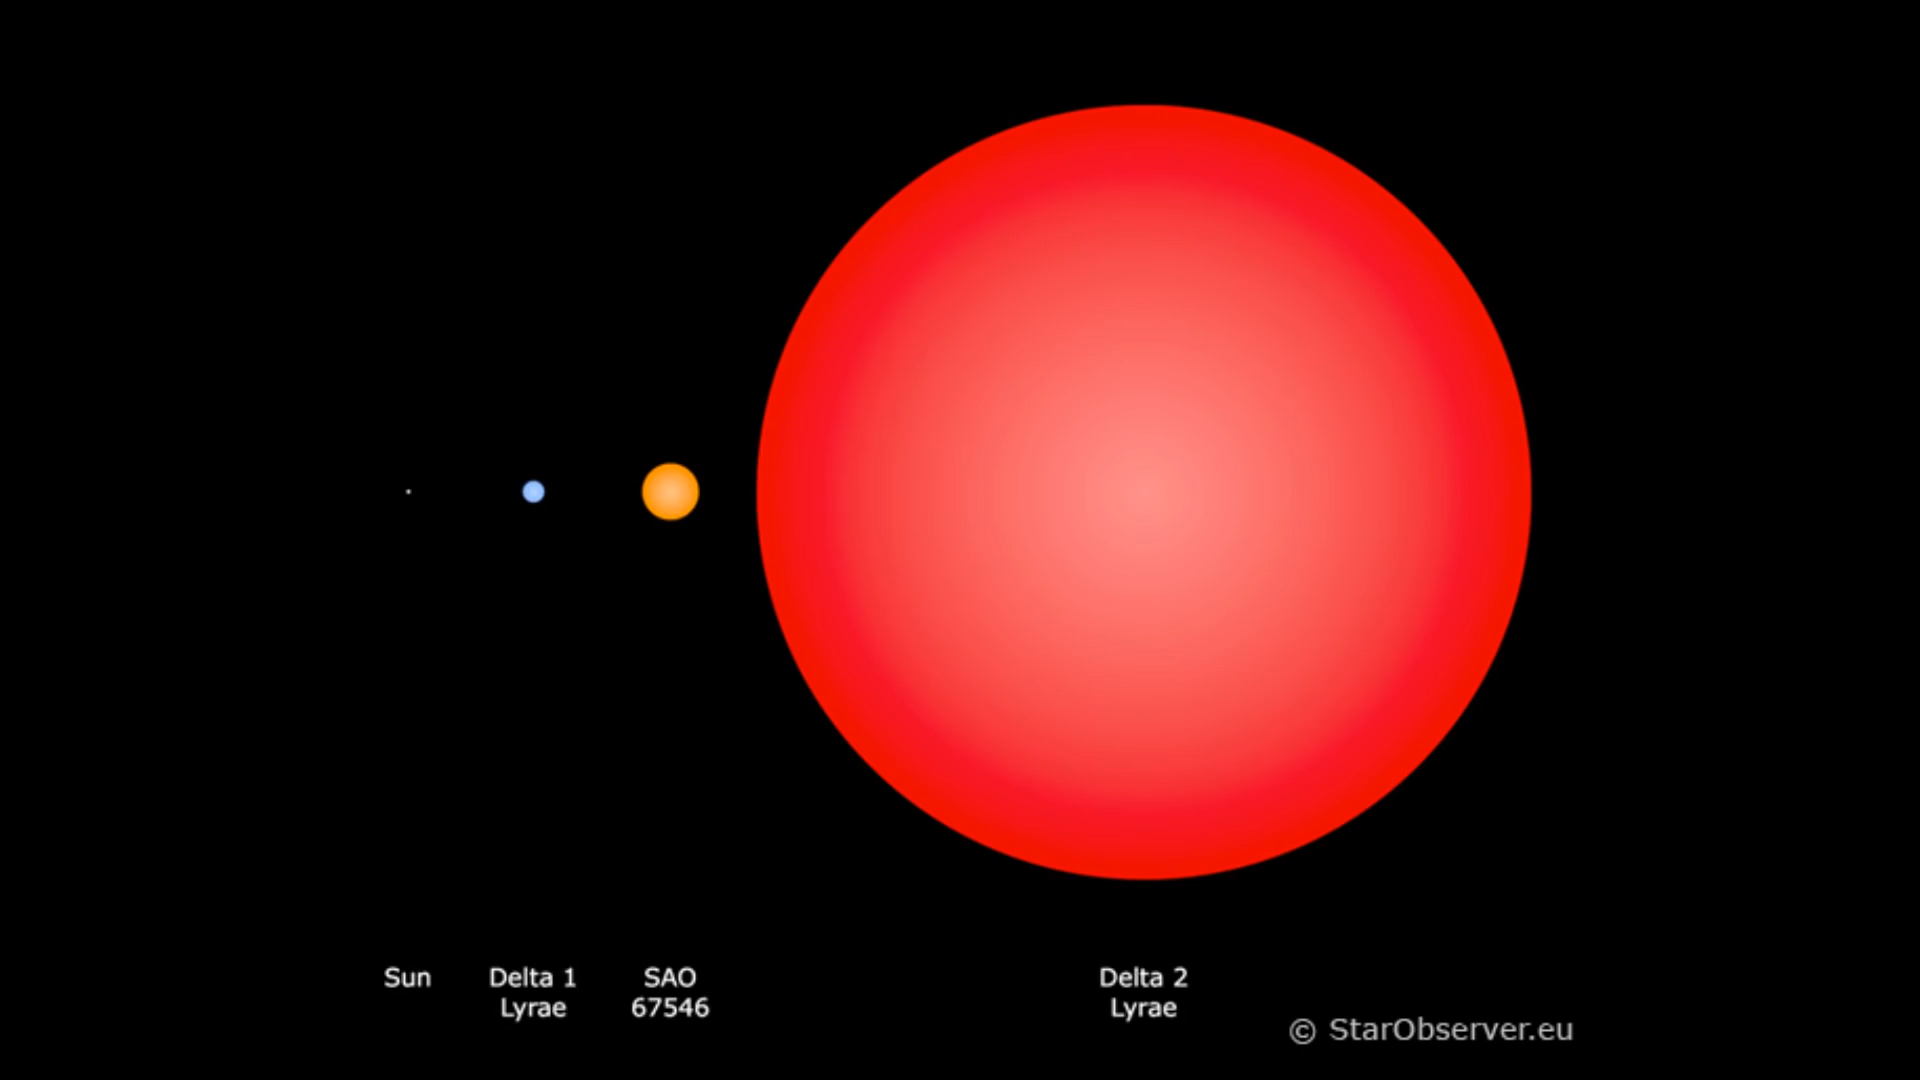 Sun
Delta 1
Lyrae
SAO
67546
Delta 2
Lyrae
© StarObserver.eu